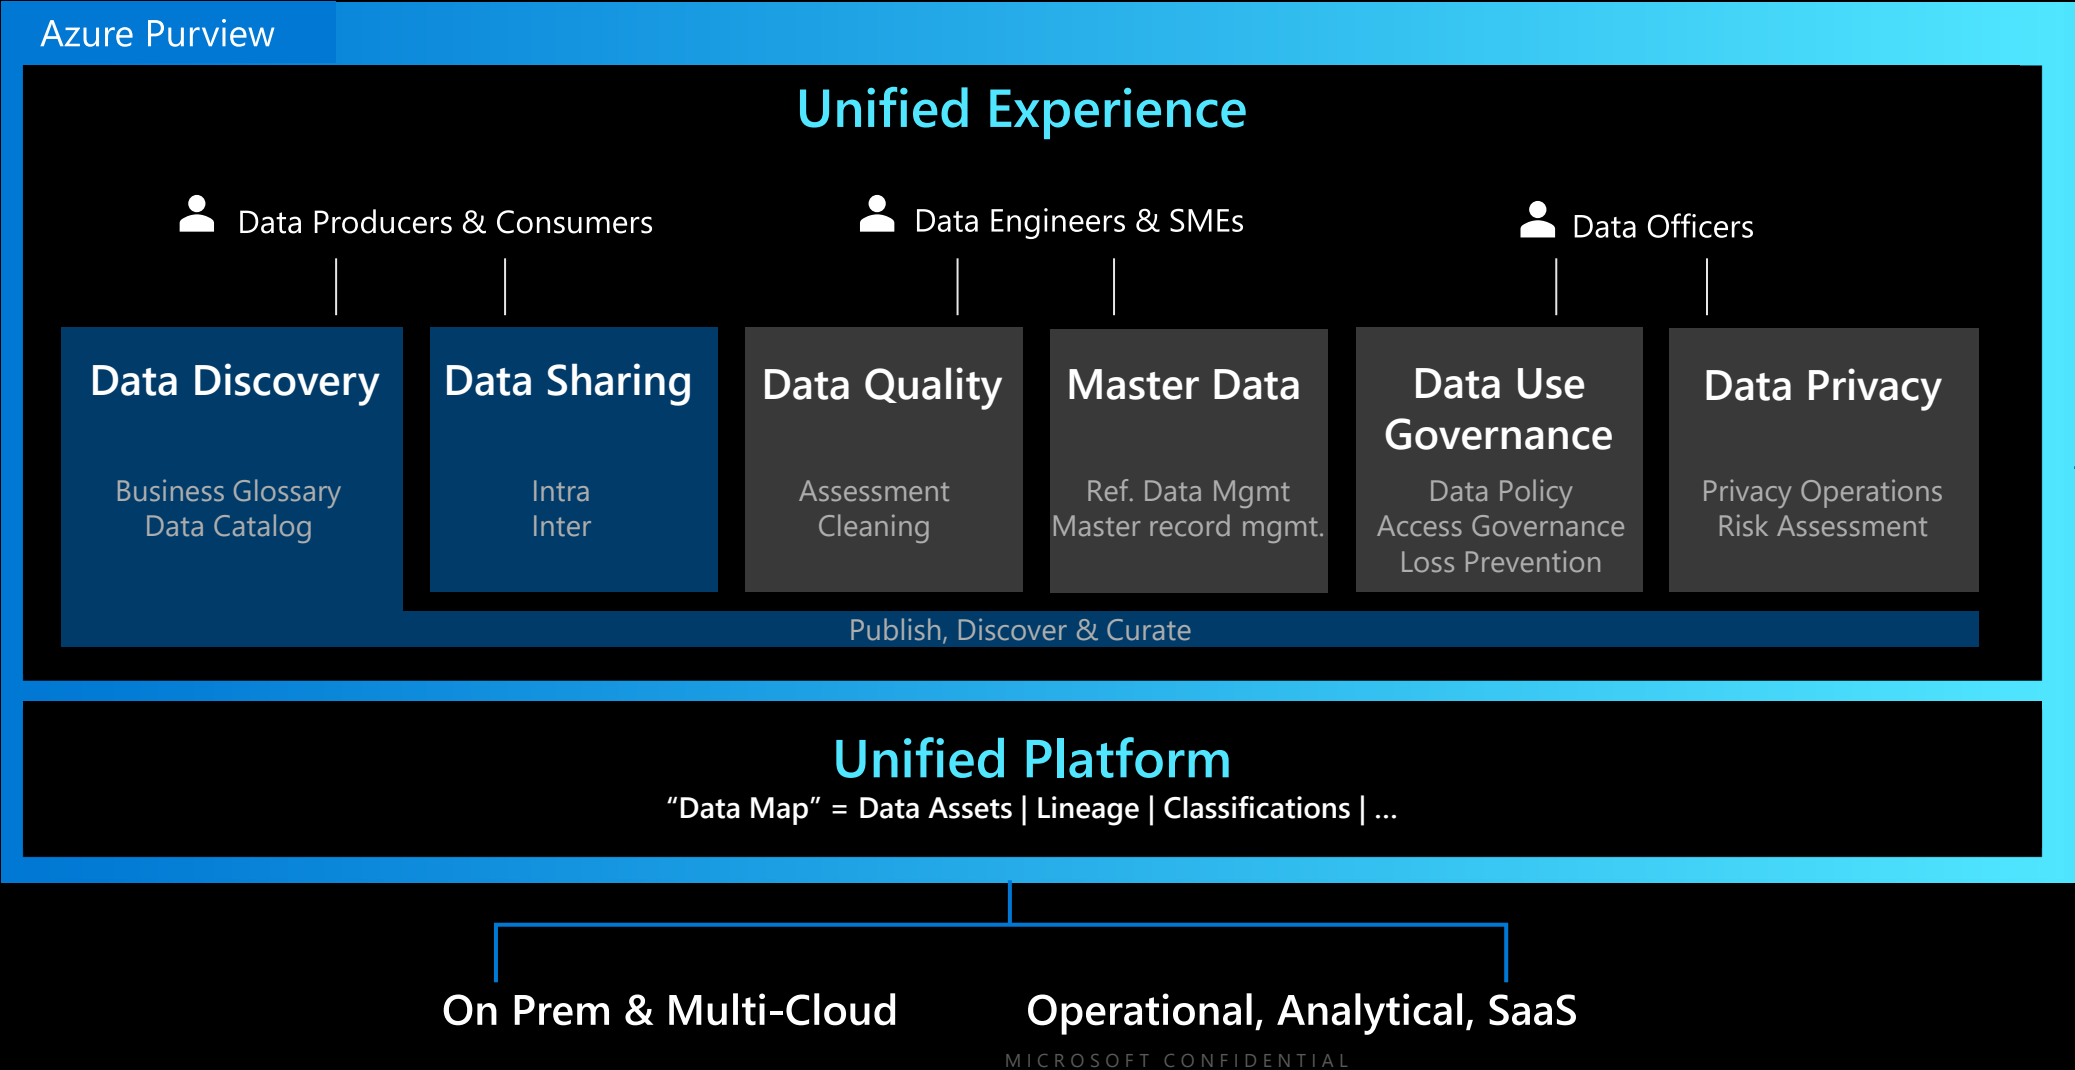 Azure Purview
Unified Experience
Data Producers & Consumers
Data Engineers & SMEs
Data Officers
Data Discovery
Business Glossary
Data Catalog
Data Sharing
Intra
Inter
Data Quality
Assessment
Cleaning
Master Data
Ref. Data Mgmt
Master record mgmt.
Data Use
Governance
Data Policy
Access Governance
Loss Prevention
Data Privacy
Privacy Operations
Risk Assessment
Publish, Discover & Curate
Unified Platform
“Data Map” = Data Assets | Lineage | Classifications | ...
On Prem & Multi-Cloud
Operational, Analytical, SaaS
MICROSOFT CONFIDENTIAL